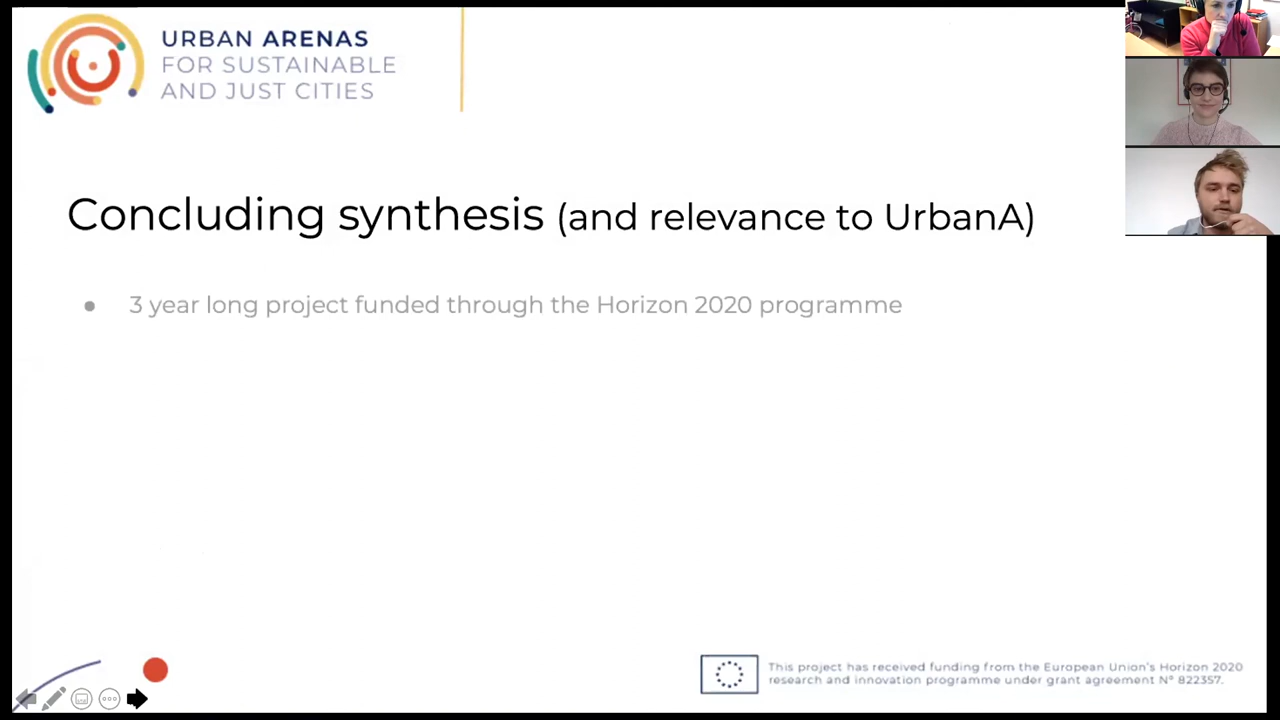 URBAN ARENAS
FOR SUSTAINABLE
AND JUST CITIES
Concluding synthesis (and relevance to UrbanA)
• 3 year long project funded through the Horizon 2020 programme
This project has received funding from the European Union's Horizon 2020
research and innovation programme under grant agreement N° 822357.